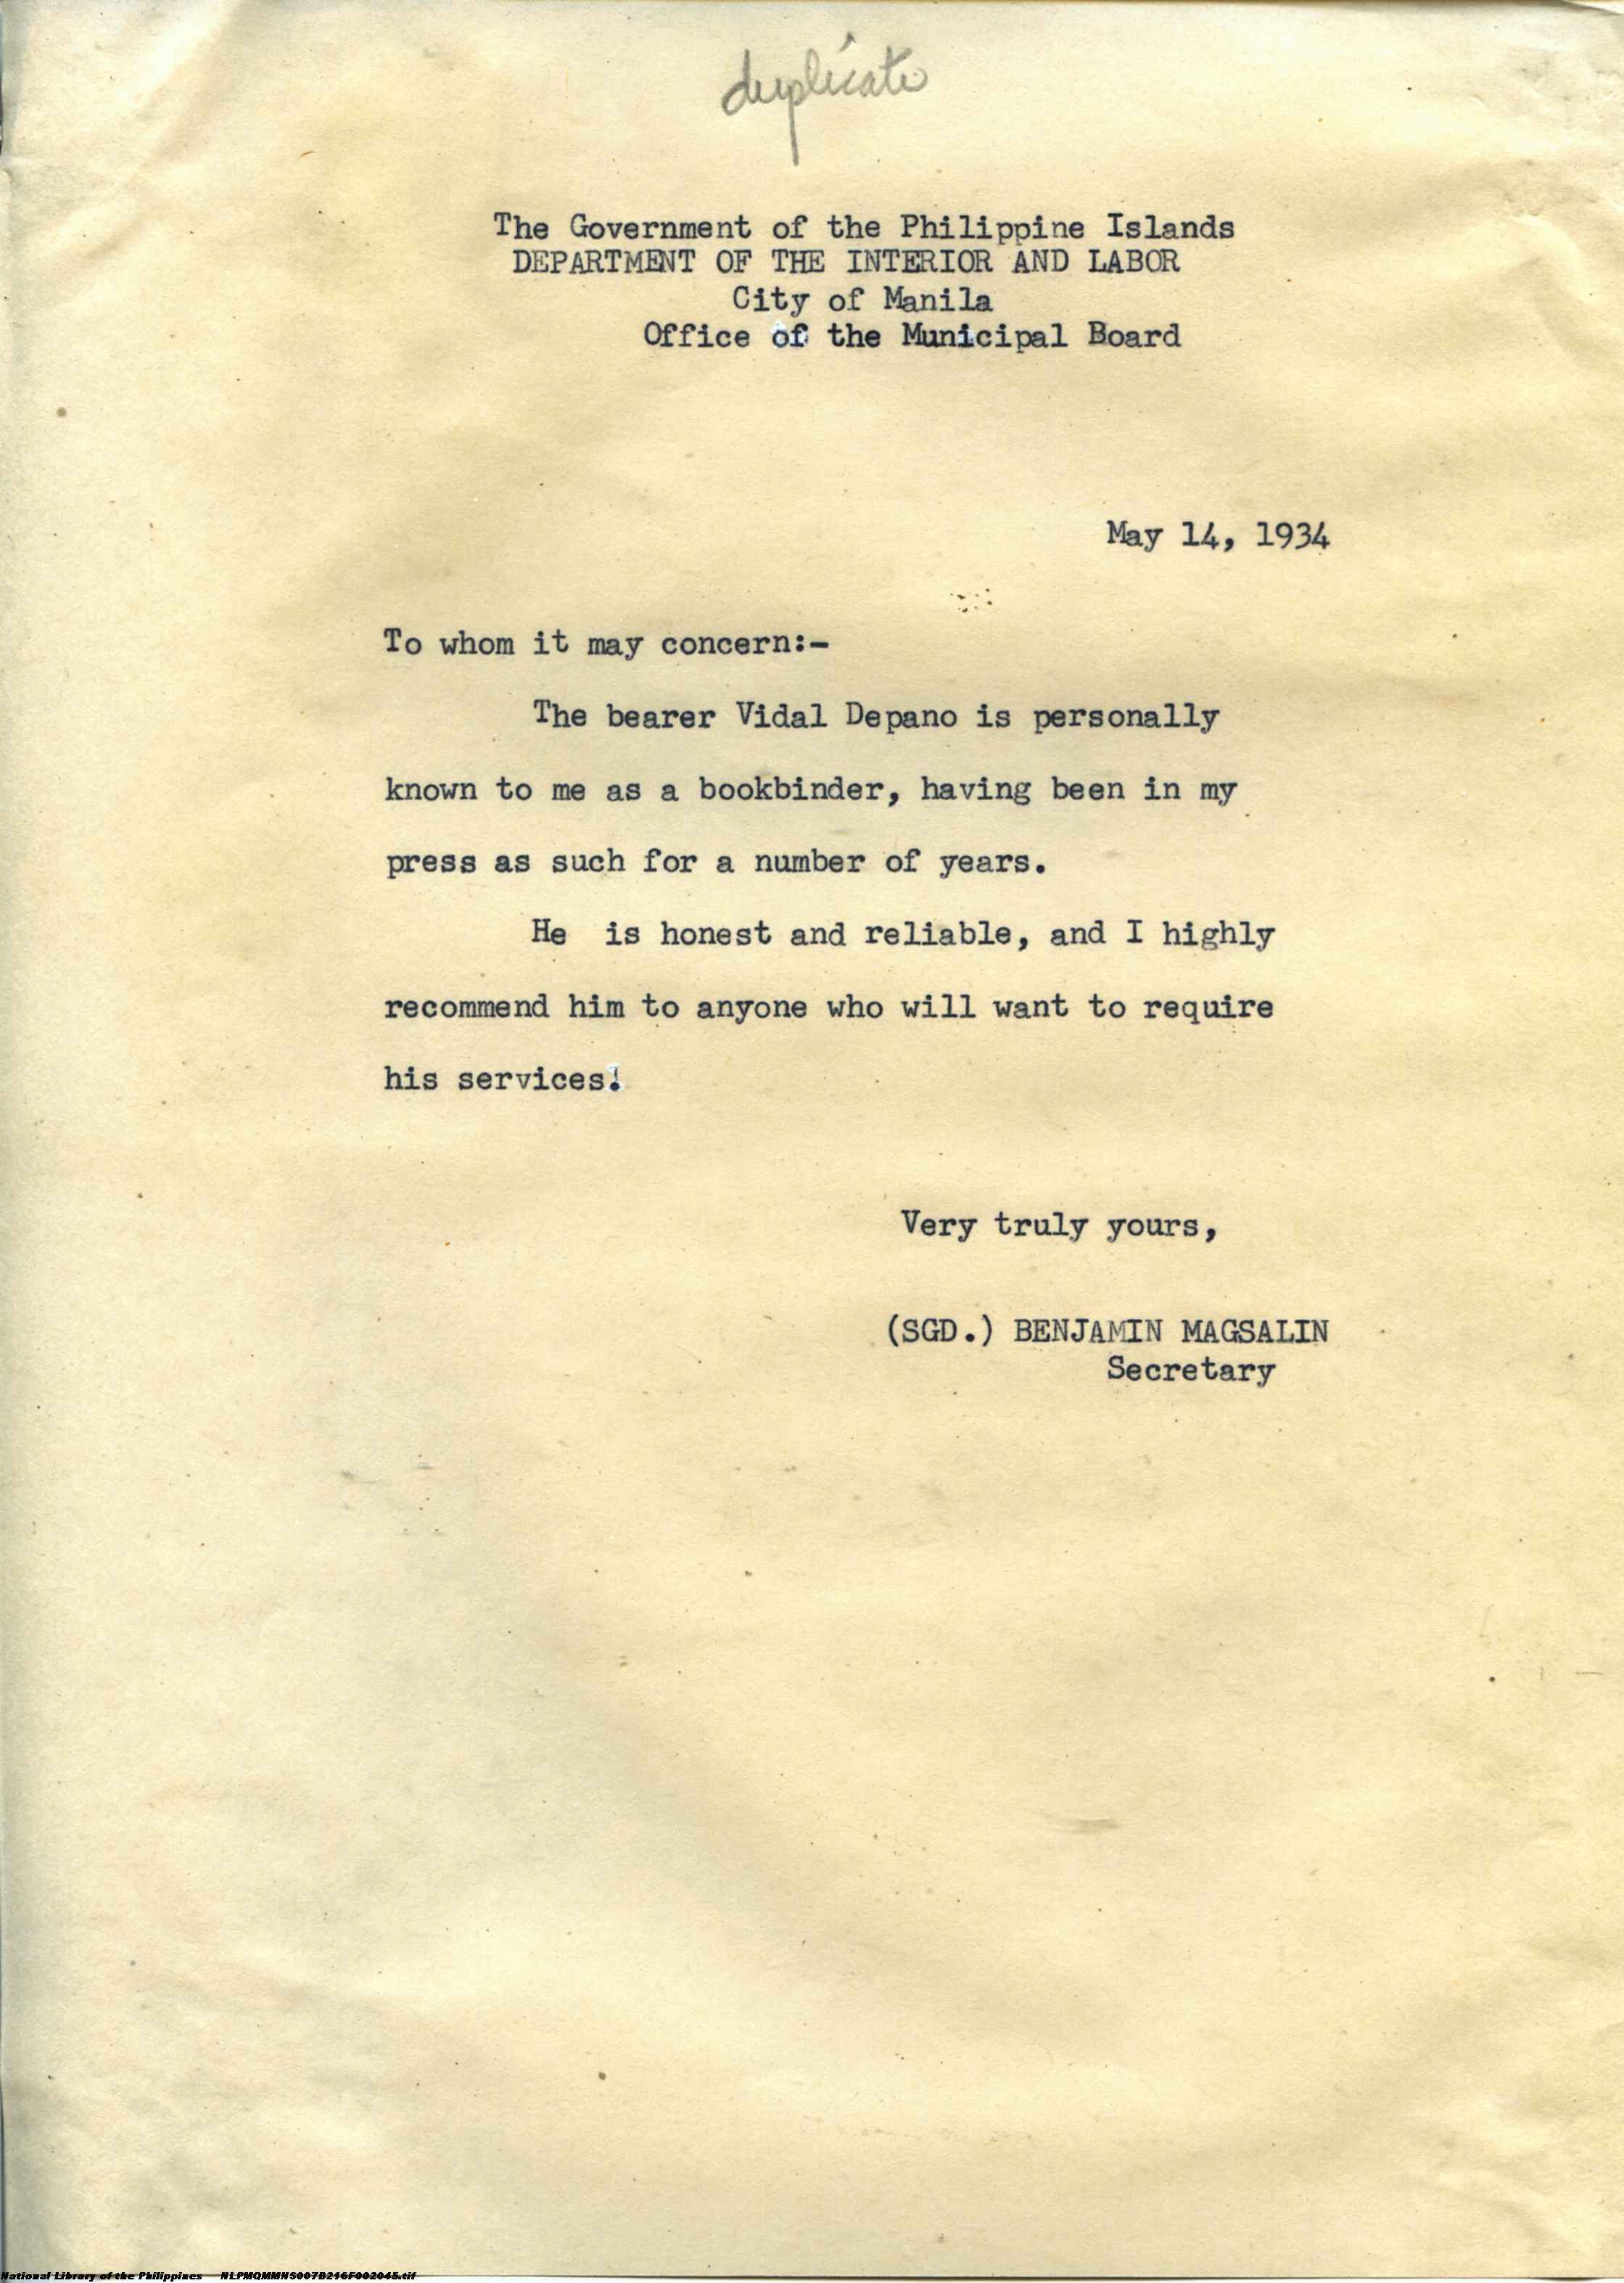 duplicate
The Government of the Philippine Islands
DEPARTMENT OF THE INTERIOR AND LABOR
City of Manila
Office of the Municipal Board
May 14, 1934
To whom it may concern:-
The bearer Vidal Depano is personally
known to me as a bookbinder, having been in my
press as such for a number of years.
He is honest and reliable, and I highly
recommend him to anyone who will want to require
his services.
Very truly yours,
(SGD.) BENJAMIN MAGSALIN
Secretary
National Library of the Philippines NLPMQMMNS007B216F002045.tif